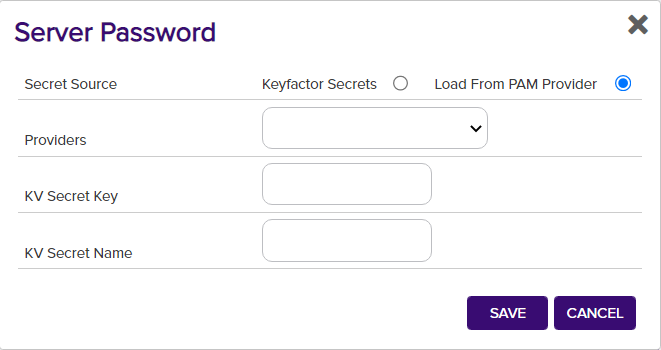 Server Password
Secret Source Keyfactor Secrets Load From PAM Provider
Providers
KV Secret Key
KV Secret Name
SAVE CANCEL